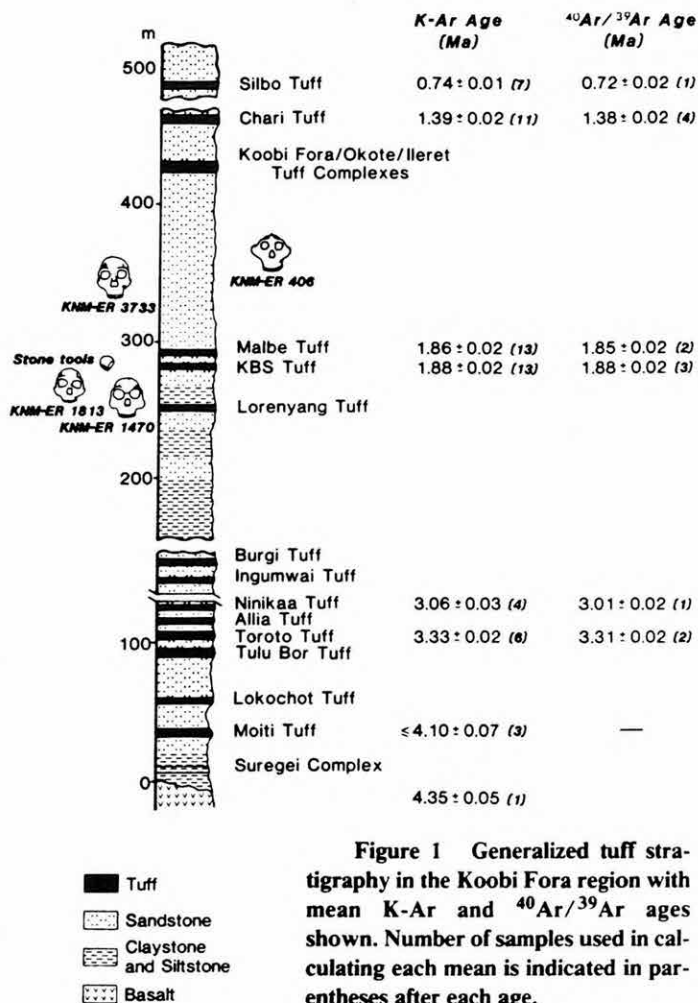 K-Ar Age ⁴⁰Ar/³⁹Ar Age
m (Ma) (Ma)
500
Silbo Tuff 0.74 ± 0.01 (7) 0.72 ± 0.02 (1)
Chari Tuff 1.39 ± 0.02 (11) 1.38 ± 0.02 (4)
Koobi Fora/Okote/Ileret
Tuff Complexes
400
KNM-ER 3733
KNM-ER 406
300
Malbe Tuff 1.86 ± 0.02 (13) 1.85 ± 0.02 (2)
Stone tools
KBS Tuff 1.88 ± 0.02 (13) 1.88 ± 0.02 (3)
KNM-ER 1813
Lorenyang Tuff
KNM-ER 1470
200
Burgi Tuff
Ingumwai Tuff
Ninikaa Tuff 3.06 ± 0.03 (4) 3.01 ± 0.02 (1)
Allia Tuff
100
Toroto Tuff 3.33 ± 0.02 (6) 3.31 ± 0.02 (2)
Tulu Bor Tuff
Lokochot Tuff
Moiti Tuff ≤4.10 ± 0.07 (3) —
Suregei Complex
0
4.35 ± 0.05 (1)
Tuff
Sandstone
Claystone
and Siltstone
Basalt
Figure 1 Generalized tuff stra-
tigraphy in the Koobi Fora region with
mean K-Ar and ⁴⁰Ar/³⁹Ar ages
shown. Number of samples used in cal-
culating each mean is indicated in par-
entheses after each age.